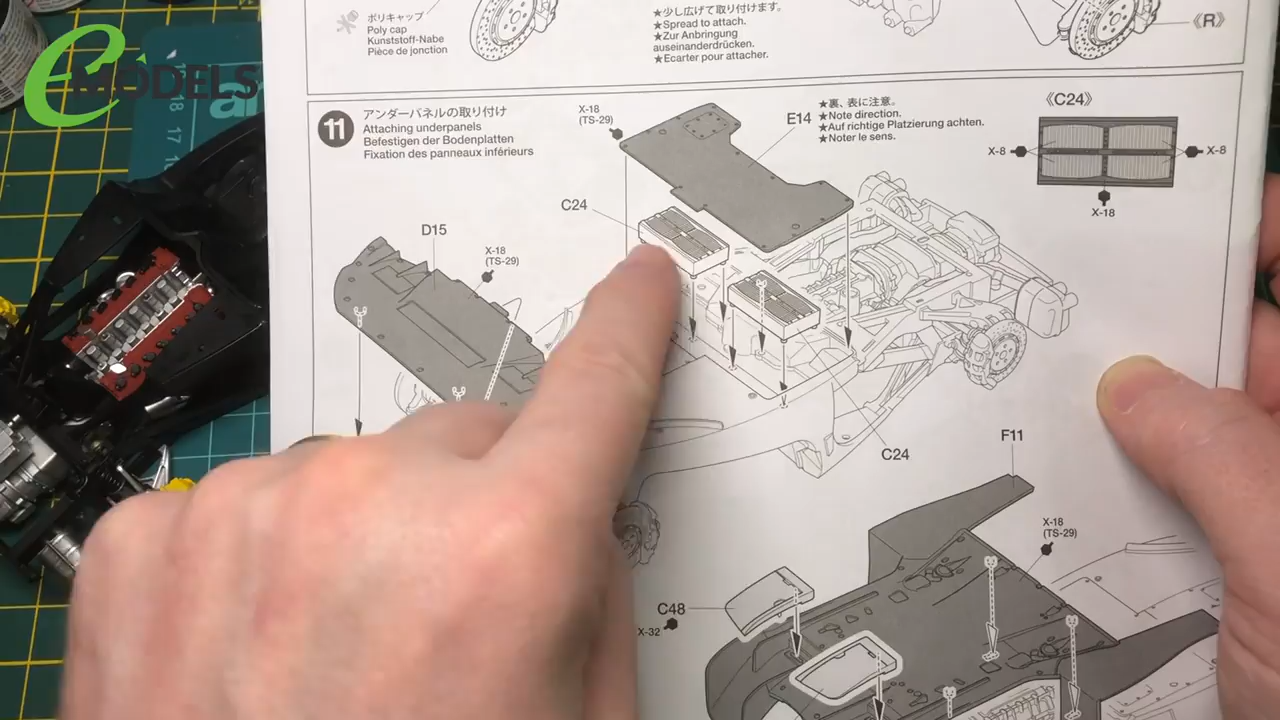 eMODELS
ポリキャップ
Poly cap
Kunststoff-Nabe
Pièce de jonction
★少し広げて取り付けます。
★Spread to attach.
★Zur Anbringung
auseinanderdrücken.
★Ecarter pour attacher.
《R》
11
アンダーパネルの取り付け
Attaching underpanels
Befestigen der Bodenplatten
Fixation des panneaux inférieurs
X-18
(TS-29)
E14
★裏、表に注意。
★Note direction.
★Auf richtige Platzierung achten.
★Noter le sens.
《C24》
X-8
X-8
X-18
C24
D15
X-18
(TS-29)
C24
F11
X-18
(TS-29)
C48
X-32
18
17